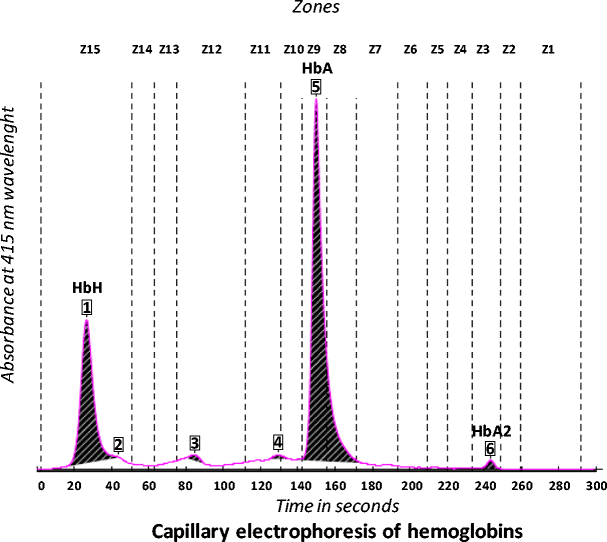 Zones
Z15 Z14 Z13 Z12 Z11 Z10 Z9 Z8 Z7 Z6 Z5 Z4 Z3 Z2 Z1
HbA
5
HbH
1
2
3
4
HbA2
6
Absorbance at 415 nm wavelenght
0 20 40 60 80 100 120 140 160 180 200 220 240 260 280 300
Time in seconds
Capillary electrophoresis of hemoglobins